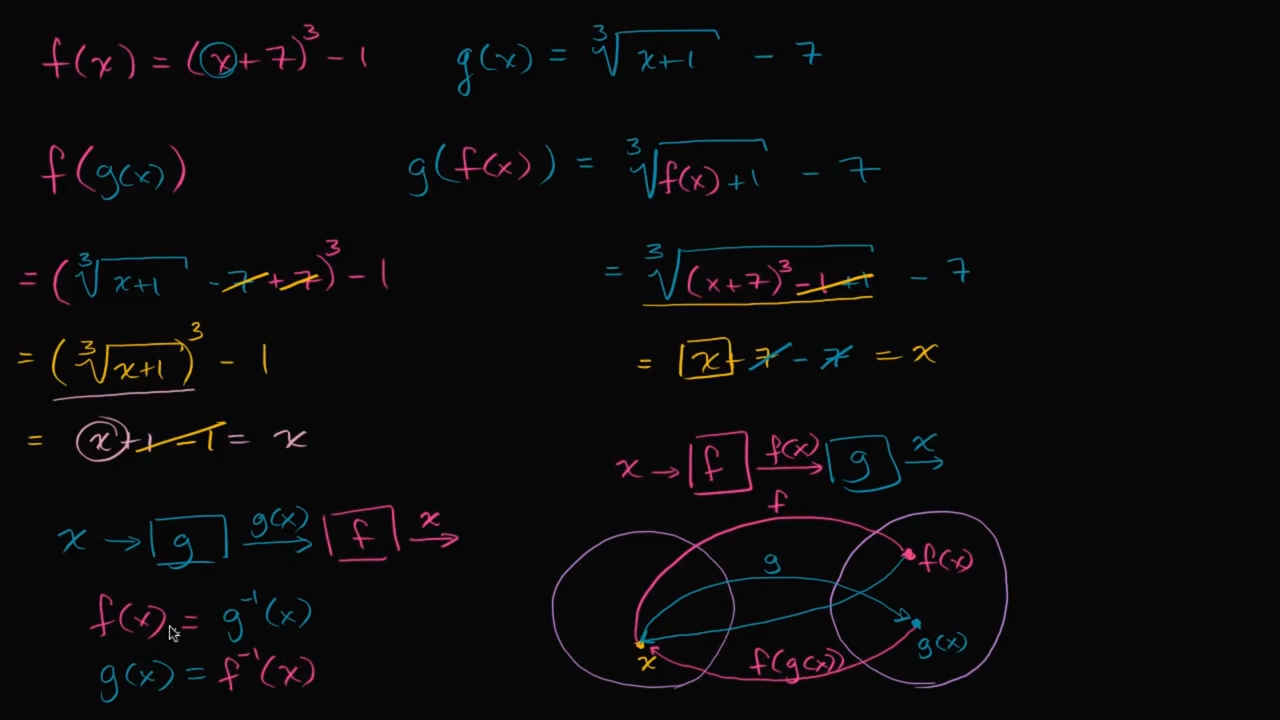 f(x) = (x+7)³ − 1
g(x) = ∛(x+1) − 7
f(g(x))
g(f(x)) = ∛(f(x)+1) − 7
= (∛(x+1) − 7 + 7)³ − 1
= ∛((x+7)³ − 1 + 1) − 7
= (∛(x+1))³ − 1
= x + 7 − 7 = x
= x + 1 − 1 = x
x → f f(x) → g x →
x → g g(x) → f x →
f
g
f(x)
g(x)
x
f(g(x))
f(x) = g⁻¹(x)
g(x) = f⁻¹(x)